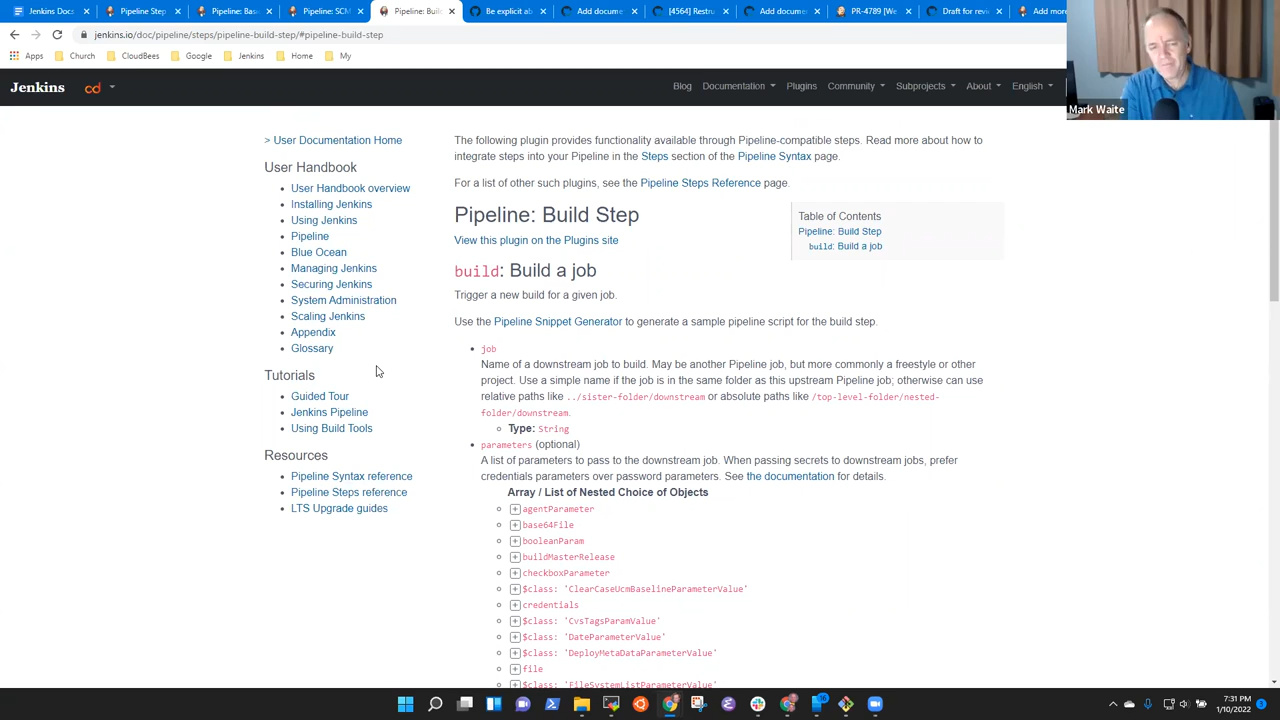 Jenkins Docs
Pipeline Step
Pipeline: Base
Pipeline: SCM
Pipeline: Buil
Be explicit ab
Add docume
[4564] Restru
Add docume
PR-4789 [We
Draft for revie
Add more
jenkins.io/doc/pipeline/steps/pipeline-build-step/#pipeline-build-step
Apps
Church
CloudBees
Google
Jenkins
Home
My
Mark Waite
Jenkins
cd
Blog
Documentation
Plugins
Community
Subprojects
About
English
> User Documentation Home
User Handbook
User Handbook overview
Installing Jenkins
Using Jenkins
Pipeline
Blue Ocean
Managing Jenkins
Securing Jenkins
System Administration
Scaling Jenkins
Appendix
Glossary
Tutorials
Guided Tour
Jenkins Pipeline
Using Build Tools
Resources
Pipeline Syntax reference
Pipeline Steps reference
LTS Upgrade guides
The following plugin provides functionality available through Pipeline-compatible steps. Read more about how to
integrate steps into your Pipeline in the Steps section of the Pipeline Syntax page.
For a list of other such plugins, see the Pipeline Steps Reference page.
Pipeline: Build Step
View this plugin on the Plugins site
Table of Contents
Pipeline: Build Step
build: Build a job
build: Build a job
Trigger a new build for a given job.
Use the Pipeline Snippet Generator to generate a sample pipeline script for the build step.
job
Name of a downstream job to build. May be another Pipeline job, but more commonly a freestyle or other
project. Use a simple name if the job is in the same folder as this upstream Pipeline job; otherwise can use
relative paths like ../sister-folder/downstream or absolute paths like /top-level-folder/nested-
folder/downstream.
Type: String
parameters (optional)
A list of parameters to pass to the downstream job. When passing secrets to downstream jobs, prefer
credentials parameters over password parameters. See the documentation for details.
Array / List of Nested Choice of Objects
agentParameter
base64File
booleanParam
buildMasterRelease
checkboxParameter
$class: 'ClearCaseUcmBaselineParameterValue'
credentials
$class: 'CvsTagsParamValue'
$class: 'DateParameterValue'
$class: 'DeployMetaDataParameterValue'
file
$class: 'FileSystemListParameterValue'
7:31 PM
1/10/2022